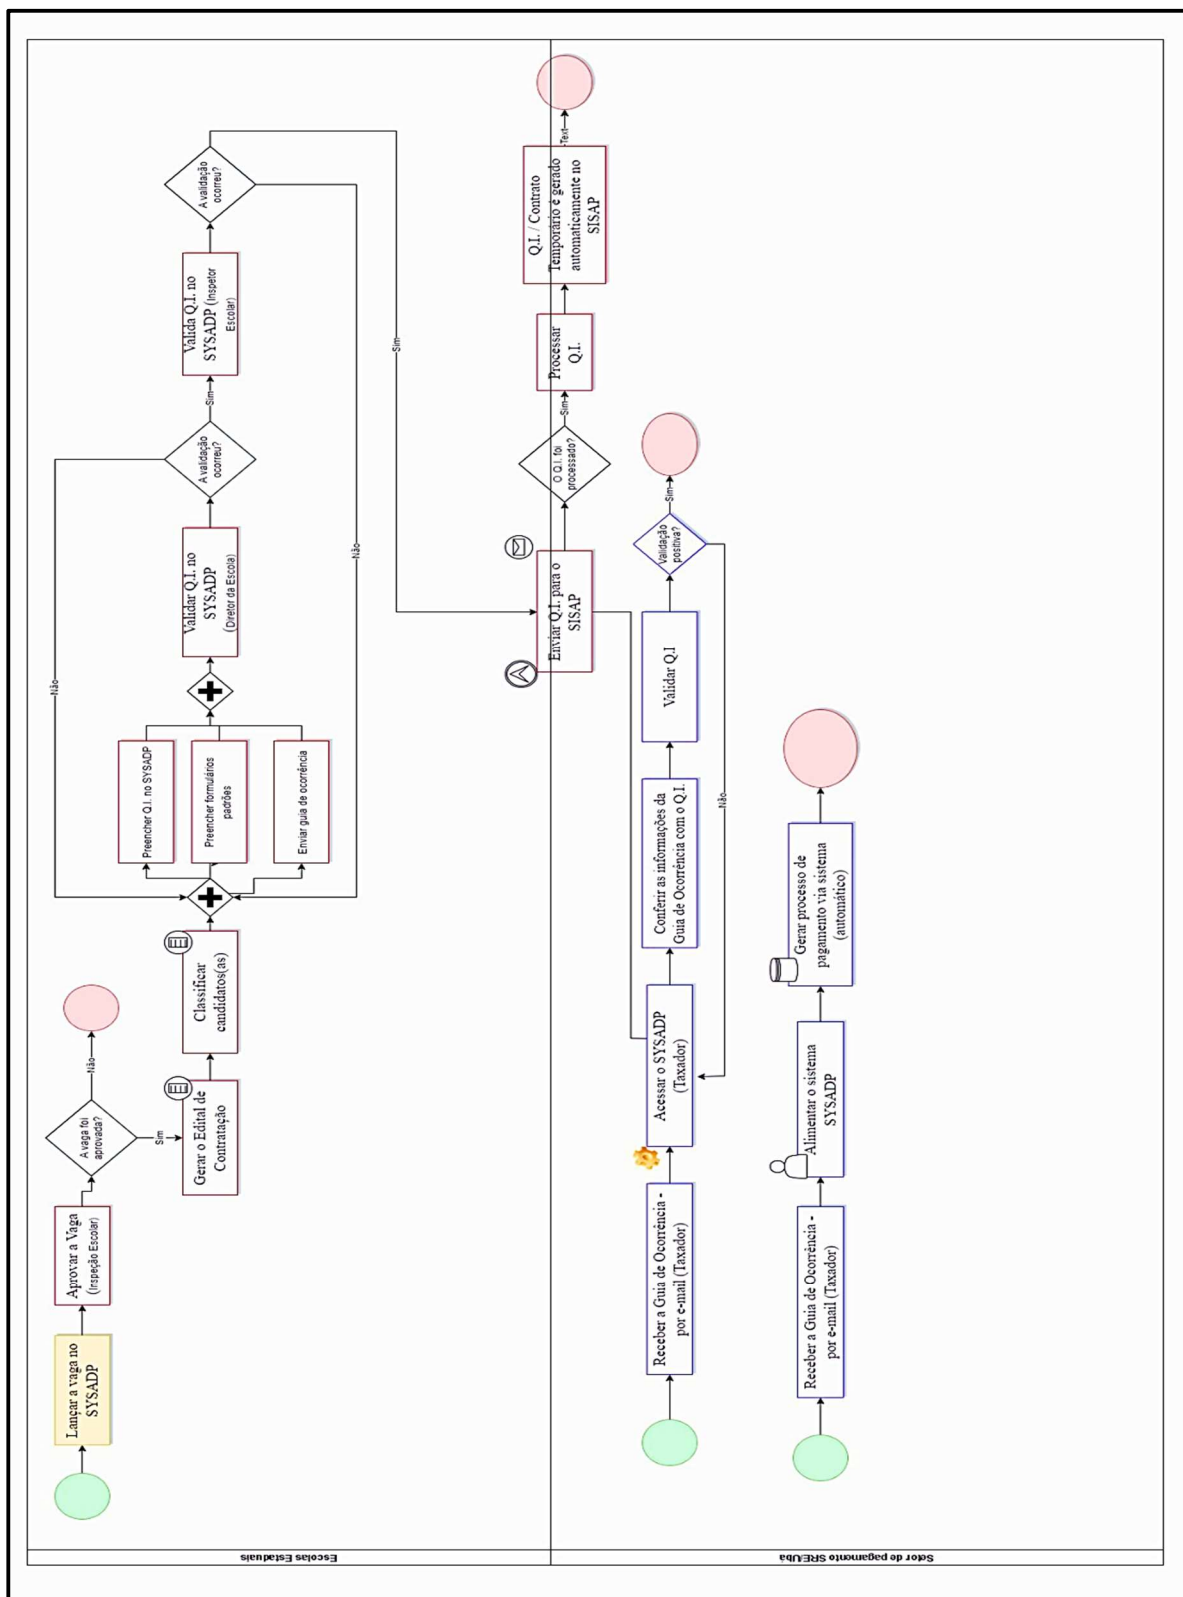 Escolas Estaduais
Lançar a vaga no
SYSADP
Aprovar a Vaga
(Inspeção Escolar)
A vaga foi
aprovada?
Não
Sim
Gerar o Edital de
Contratação
Classificar
candidatos(as)
Preencher Q.I. no SYSADP
Preencher formulários
padrões
Enviar guia de ocorrência
Validar Q.I. no
SYSADP
(Diretor da Escola)
A validação
ocorreu?
Não
Sim
Valida Q.I. no
SYSADP (Inspetor
Escolar)
A validação
ocorreu?
Não
Sim
Enviar Q.I. para o
SISAP
O Q.I. foi
processado?
Sim
Processar
Q.I.
Q.I. / Contrato
Temporário é gerado
automaticamente no
SISAP
Text
Setor de pagamento SRE/Ubá
Receber a Guia de Ocorrência -
por e-mail (Taxador)
Acessar o SYSADP
(Taxador)
Conferir as informações da
Guia de Ocorrência com o Q.I.
Validar Q.I
Validação
positiva?
Sim
Não
Receber a Guia de Ocorrência -
por e-mail (Taxador)
Alimentar o sistema
SYSADP
Gerar processo de
pagamento via sistema
(automático)